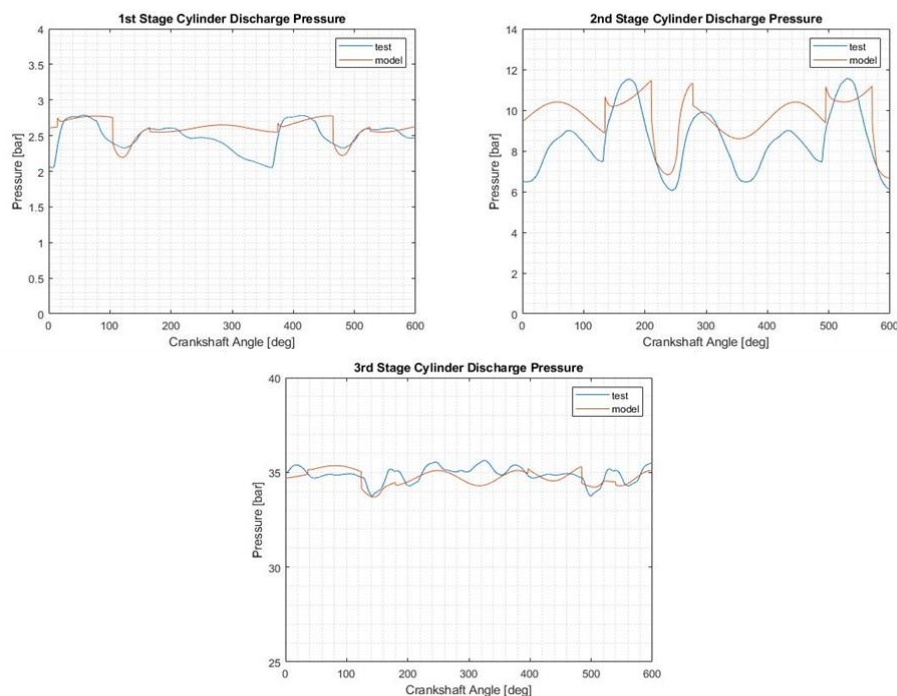 1st Stage Cylinder Discharge Pressure
4
3.5
3
2.5
2
1.5
1
0.5
0
Pressure [bar]
test
model
0 100 200 300 400 500 600
Crankshaft Angle [deg]
2nd Stage Cylinder Discharge Pressure
14
12
10
8
6
4
2
0
Pressure [bar]
test
model
0 100 200 300 400 500 600
Crankshaft Angle [deg]
3rd Stage Cylinder Discharge Pressure
40
35
30
25
Pressure [bar]
test
model
0 100 200 300 400 500 600
Crankshaft Angle [deg]